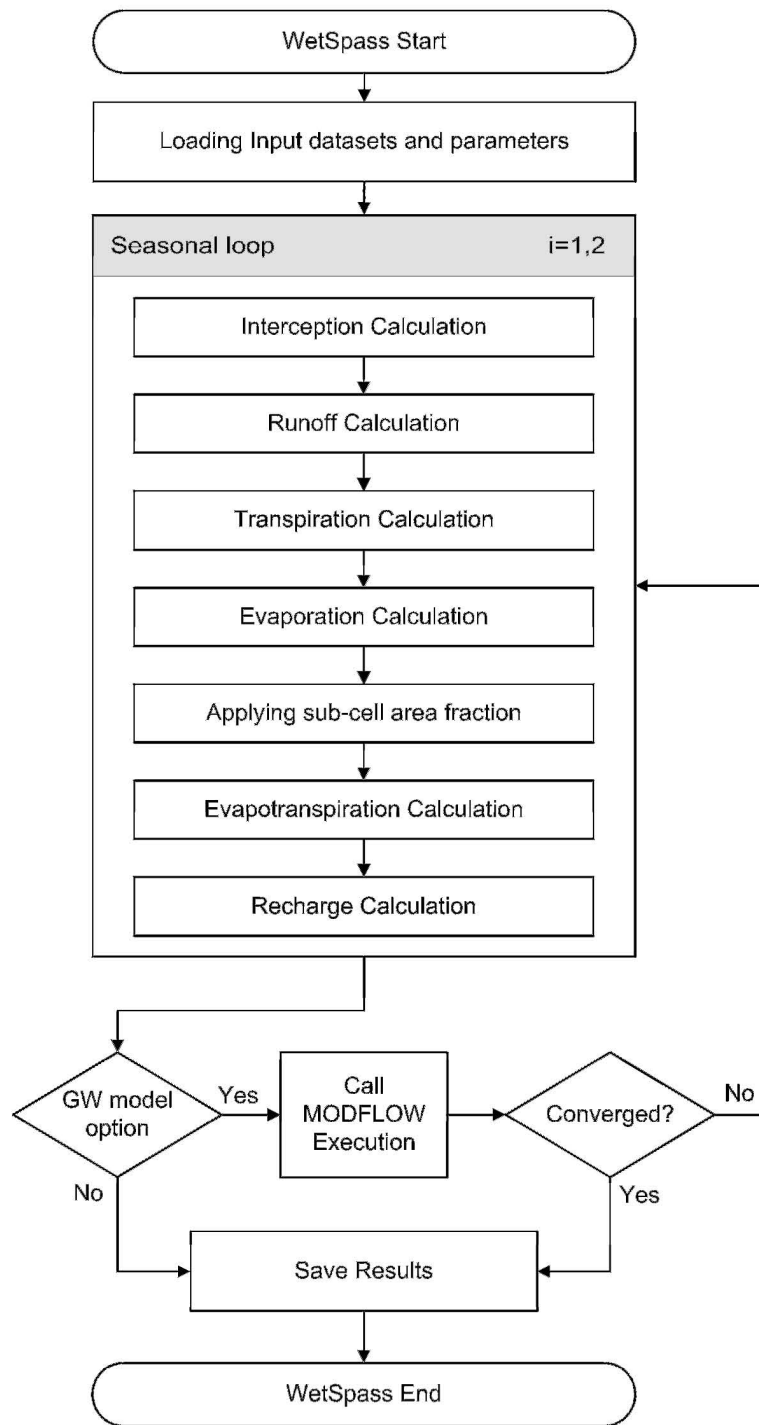 WetSpass Start
Loading Input datasets and parameters
Seasonal loop i=1,2
Interception Calculation
Runoff Calculation
Transpiration Calculation
Evaporation Calculation
Applying sub-cell area fraction
Evapotranspiration Calculation
Recharge Calculation
GW model
option
Yes
No
Call
MODFLOW
Execution
Converged?
No
Yes
Save Results
WetSpass End